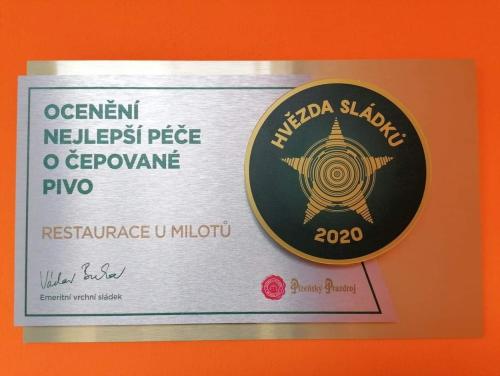 OCENĚNÍ
NEJLEPŠÍ PÉČE
O ČEPOVANÉ
PIVO
RESTAURACE U MILOTŮ
Emeritní vrchní sládek
Plzeňský Prazdroj
HVĚZDA SLÁDKŮ
2020